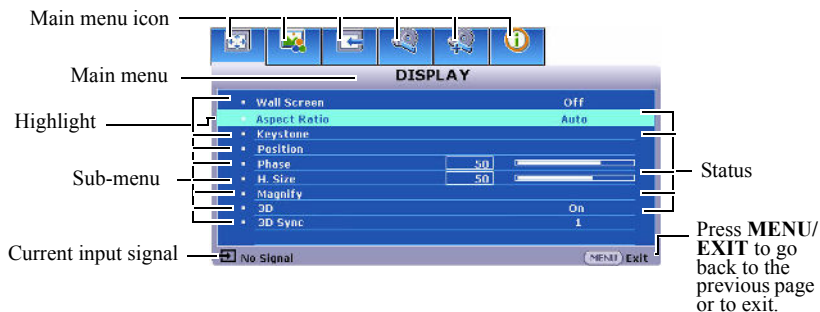 Main menu icon
Main menu
DISPLAY
Wall Screen Off
Highlight
Aspect Ratio Auto
Keystone
Position
Phase 50
Sub-menu
H. Size 50
Status
Magnify
3D On
3D Sync 1
Current input signal
No Signal
MENU Exit
Press MENU/
EXIT to go
back to the
previous page
or to exit.